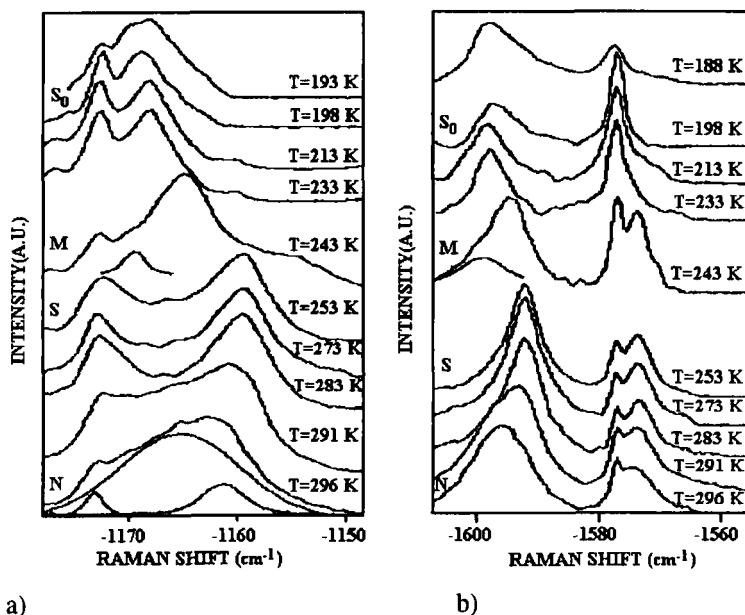 INTENSITY(A.U.)
S0
M
S
N
T=193 K
T=198 K
T=213 K
T=233 K
T=243 K
T=253 K
T=273 K
T=283 K
T=291 K
T=296 K
-1170 -1160 -1150
RAMAN SHIFT (cm-1)
a)
INTENSITY(A.U.)
S0
M
S
N
T=188 K
T=198 K
T=213 K
T=233 K
T=243 K
T=253 K
T=273 K
T=283 K
T=291 K
T=296 K
-1600 -1580 -1560
RAMAN SHIFT (cm-1)
b)